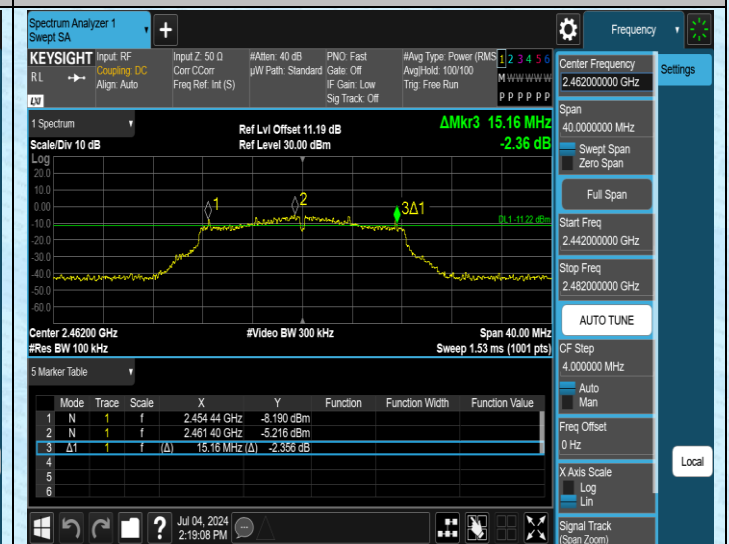 Spectrum Analyzer 1
Swept SA
+
Frequency
KEYSIGHT Input: RF Input Z: 50 Ω #Atten: 40 dB PNO: Fast #Avg Type: Power (RMS 1 2 3 4 5 6
RL Coupling: DC Corr CCorr µW Path: Standard Gate: Off Avg|Hold: 100/100 M W W W W W
Align: Auto Freq Ref: Int (S) IF Gain: Low Trig: Free Run
Sig Track: Off P P P P P P
LXI
1 Spectrum
Scale/Div 10 dB
Ref Lvl Offset 11.19 dB
Ref Level 30.00 dBm
ΔMkr3 15.16 MHz
-2.36 dB
Log
20.0
10.0
0.00
-10.0
-20.0
-30.0
-40.0
-50.0
-60.0
1
2
3Δ1
DL1 -11.22 dBm
Center 2.46200 GHz #Video BW 300 kHz Span 40.00 MHz
#Res BW 100 kHz Sweep 1.53 ms (1001 pts)
5 Marker Table
Mode Trace Scale X Y Function Function Width Function Value
1 N 1 f 2.454 44 GHz -8.190 dBm
2 N 1 f 2.461 40 GHz -5.216 dBm
3 Δ1 1 f (Δ) 15.16 MHz (Δ) -2.356 dB
4
5
6
?
Jul 04, 2024
2:19:08 PM
Center Frequency
2.462000000 GHz
Settings
Span
40.0000000 MHz
Swept Span
Zero Span
Full Span
Start Freq
2.442000000 GHz
Stop Freq
2.482000000 GHz
AUTO TUNE
CF Step
4.000000 MHz
Auto
Man
Freq Offset
0 Hz
X Axis Scale
Log
Lin
Local
Signal Track
(Span Zoom)